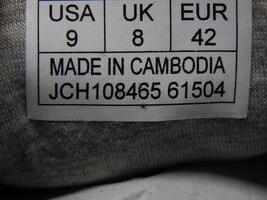 USA UK EUR
9 8 42
MADE IN CAMBODIA
JCH108465 61504